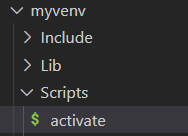 myvenv
Include
Lib
Scripts
$ activate